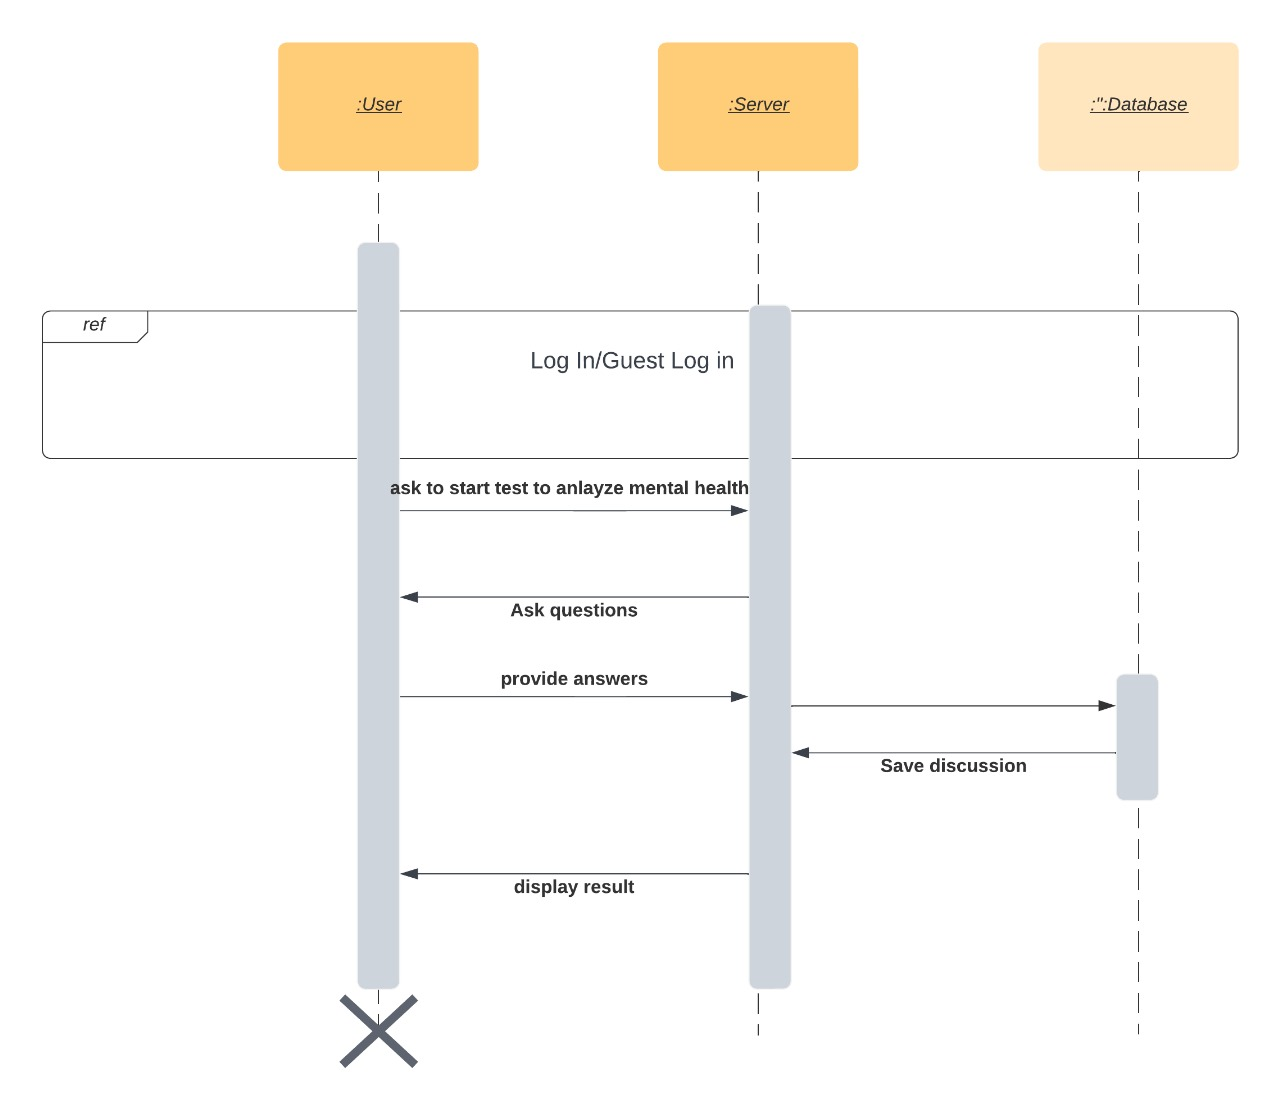 :User
:Server
:":Database
ref
Log In/Guest Log in
ask to start test to anlayze mental health
Ask questions
provide answers
Save discussion
display result